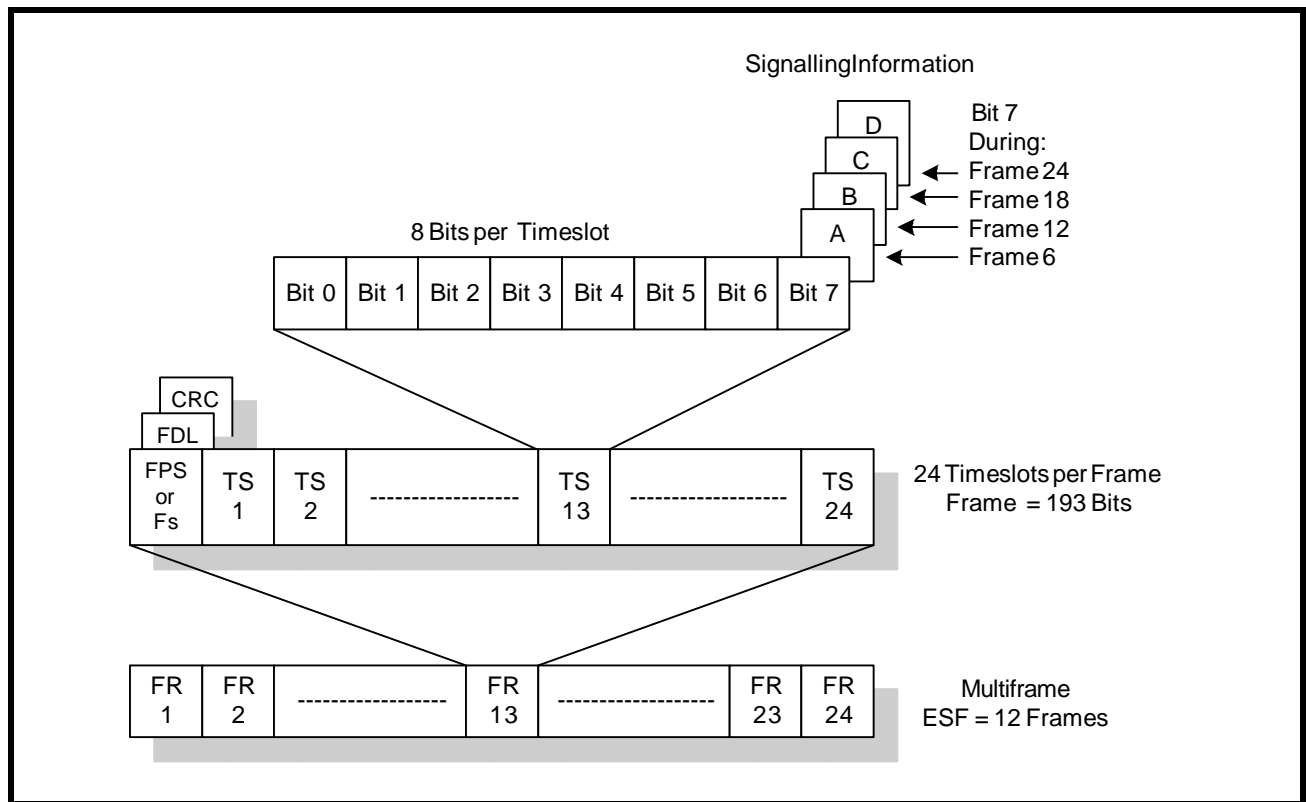 SignallingInformation
D
C
B
A
Bit 7
During:
Frame 24
Frame 18
Frame 12
Frame 6
8 Bits per Timeslot
Bit 0 Bit 1 Bit 2 Bit 3 Bit 4 Bit 5 Bit 6 Bit 7
CRC
FDL
FPS
or
Fs
TS
1
TS
2
-------------------
TS
13
--------------------
TS
24
24 Timeslots per Frame
Frame = 193 Bits
FR
1
FR
2
--------------------
FR
13
--------------------
FR
23
FR
24
Multiframe
ESF = 12 Frames